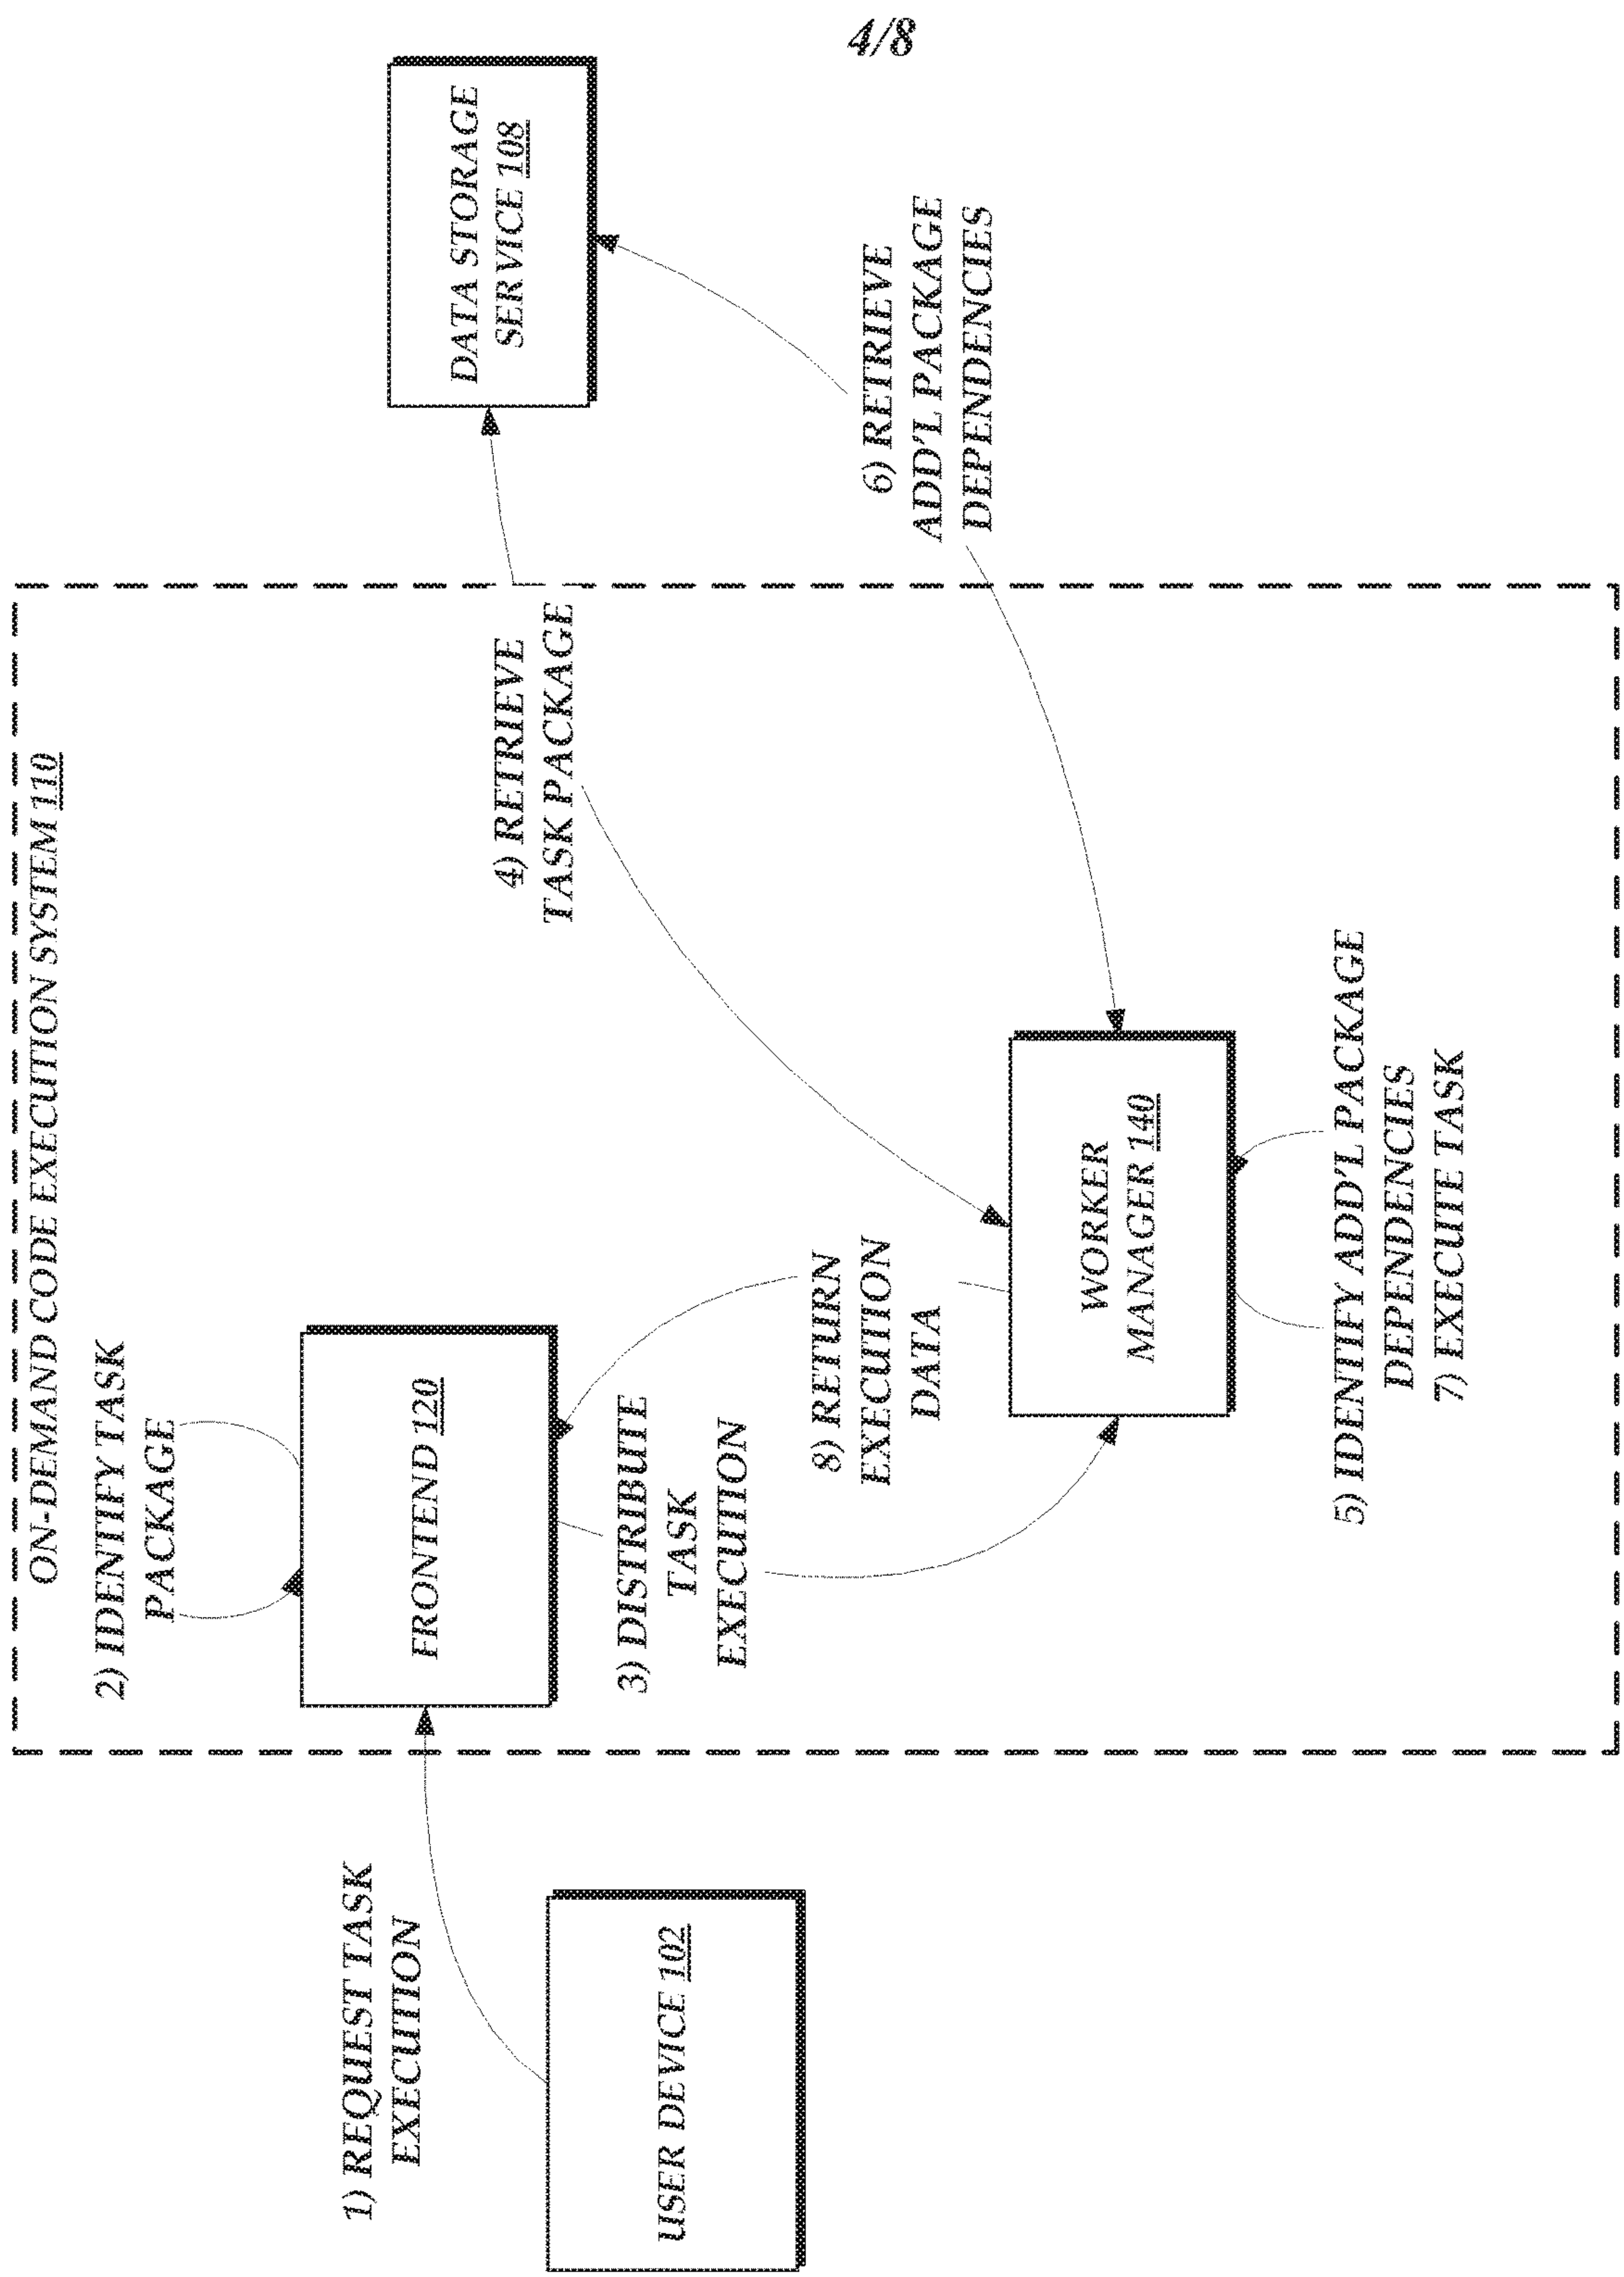 4/8
ON-DEMAND CODE EXECUTION SYSTEM 110
1) REQUEST TASK
EXECUTION
USER DEVICE 102
2) IDENTIFY TASK
PACKAGE
FRONTEND 120
3) DISTRIBUTE
TASK
EXECUTION
8) RETURN
EXECUTION
DATA
WORKER
MANAGER 140
5) IDENTIFY ADD'L PACKAGE
DEPENDENCIES
7) EXECUTE TASK
4) RETRIEVE
TASK PACKAGE
DATA STORAGE
SERVICE 108
6) RETRIEVE
ADD'L PACKAGE
DEPENDENCIES